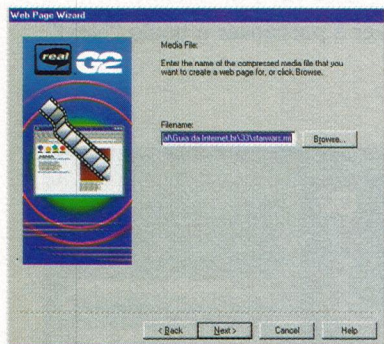 Web Page Wizard
real G2
Media File:
Enter the name of the compressed media file that you
want to create a web page for, or click Browse.
Filename:
al\Guia da Internet.br\33\starwars.rm
Browse...
< Back
Next >
Cancel
Help